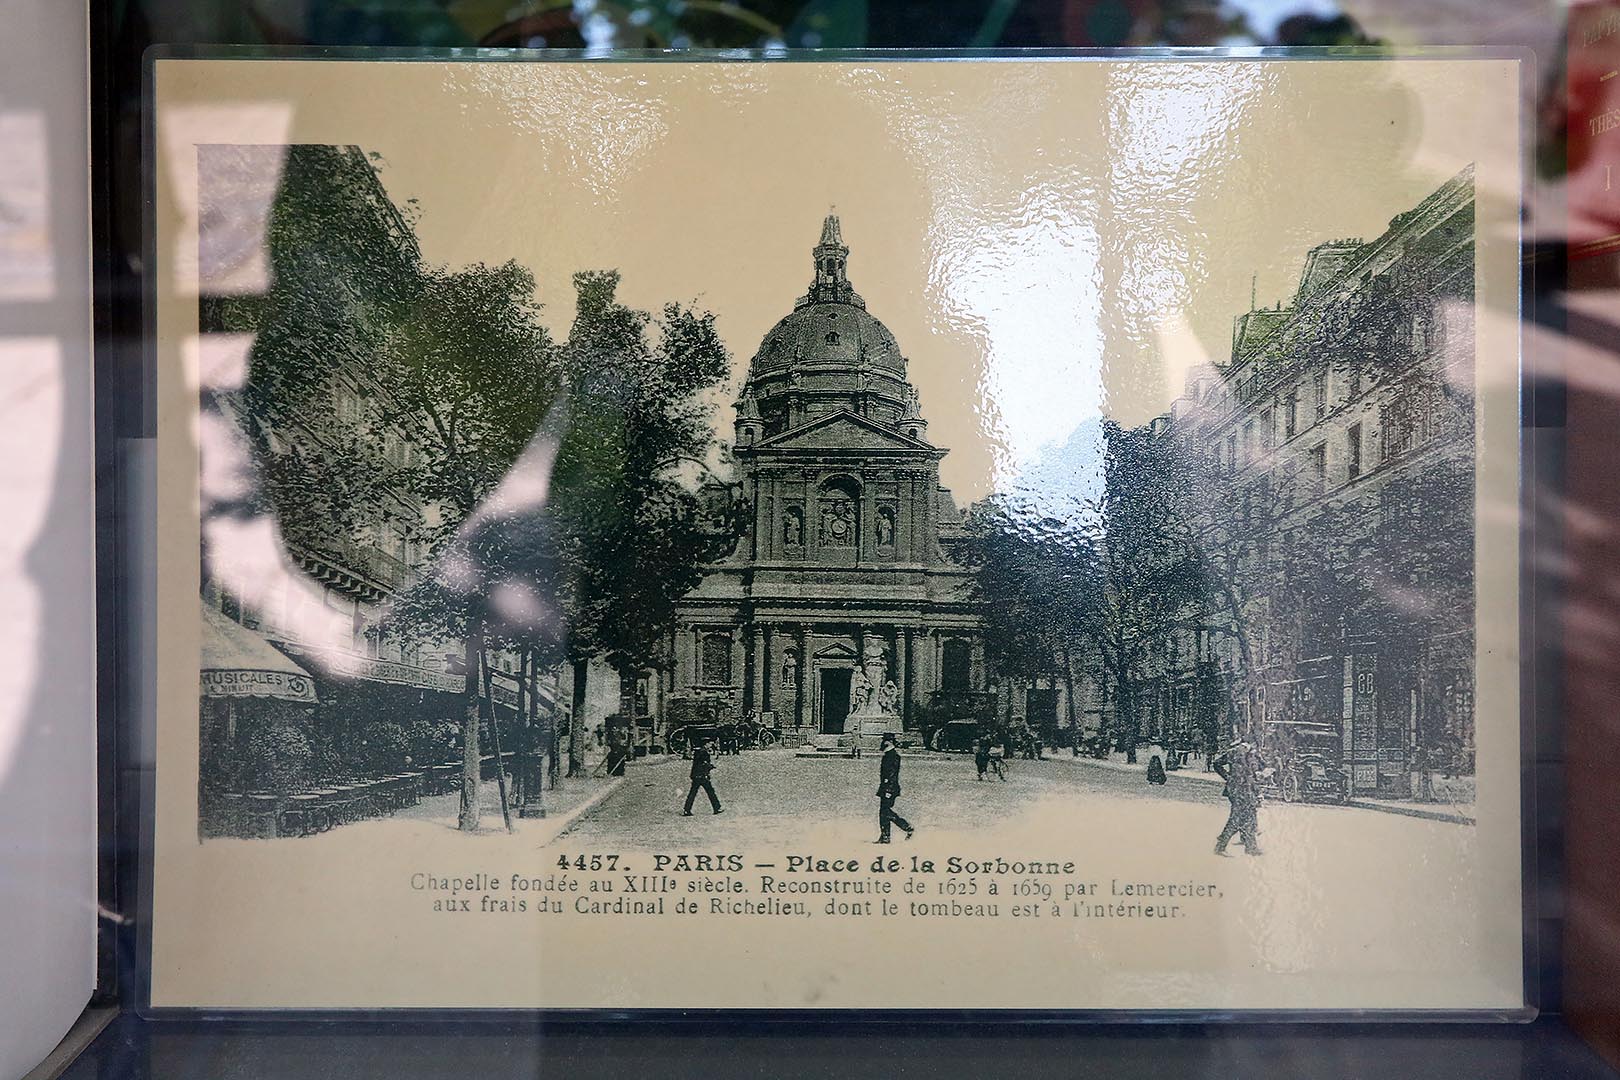 MUSICALES
4457. PARIS — Place de la Sorbonne
Chapelle fondée au XIIIe siècle. Reconstruite de 1625 à 1659 par Lemercier,
aux frais du Cardinal de Richelieu, dont le tombeau est à l'intérieur.